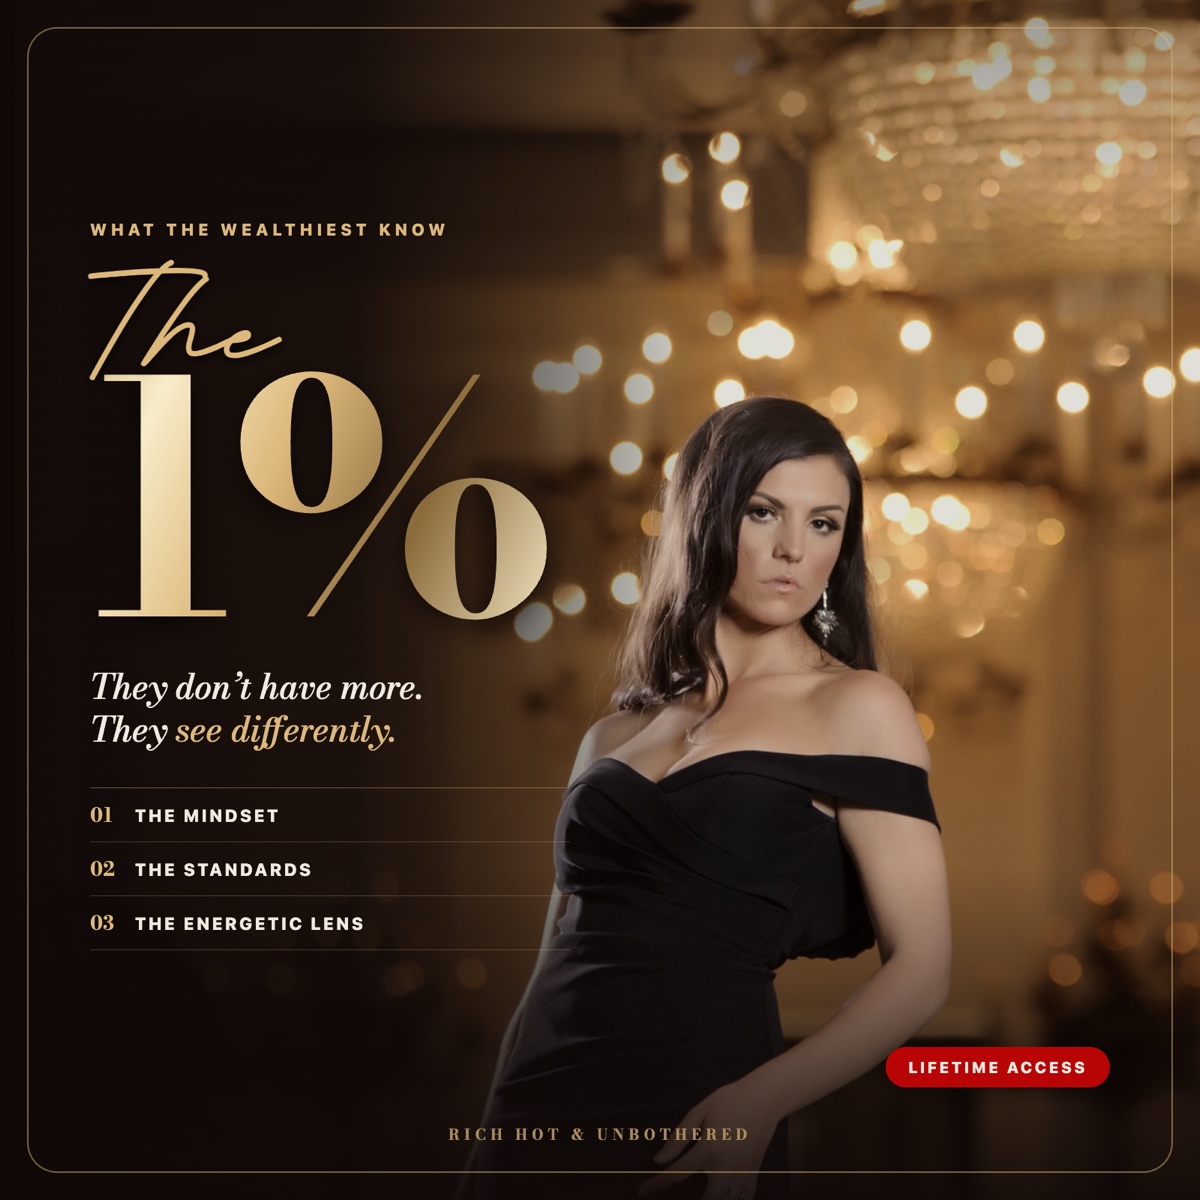 WHAT THE WEALTHIEST KNOW
The
1%
They don’t have more.
They see differently.
01 THE MINDSET
02 THE STANDARDS
03 THE ENERGETIC LENS
LIFETIME ACCESS
RICH HOT & UNBOTHERED